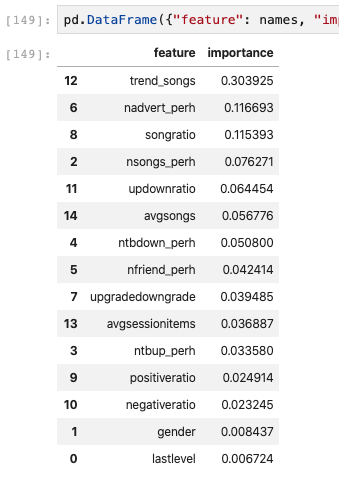 [149]: pd.DataFrame({"feature": names, "im
[149]:
feature importance
12 trend_songs 0.303925
6 nadvert_perh 0.116693
8 songratio 0.115393
2 nsongs_perh 0.076271
11 updownratio 0.064454
14 avgsongs 0.056776
4 ntbdown_perh 0.050800
5 nfriend_perh 0.042414
7 upgradedowngrade 0.039485
13 avgsessionitems 0.036887
3 ntbup_perh 0.033580
9 positiveratio 0.024914
10 negativeratio 0.023245
1 gender 0.008437
0 lastlevel 0.006724